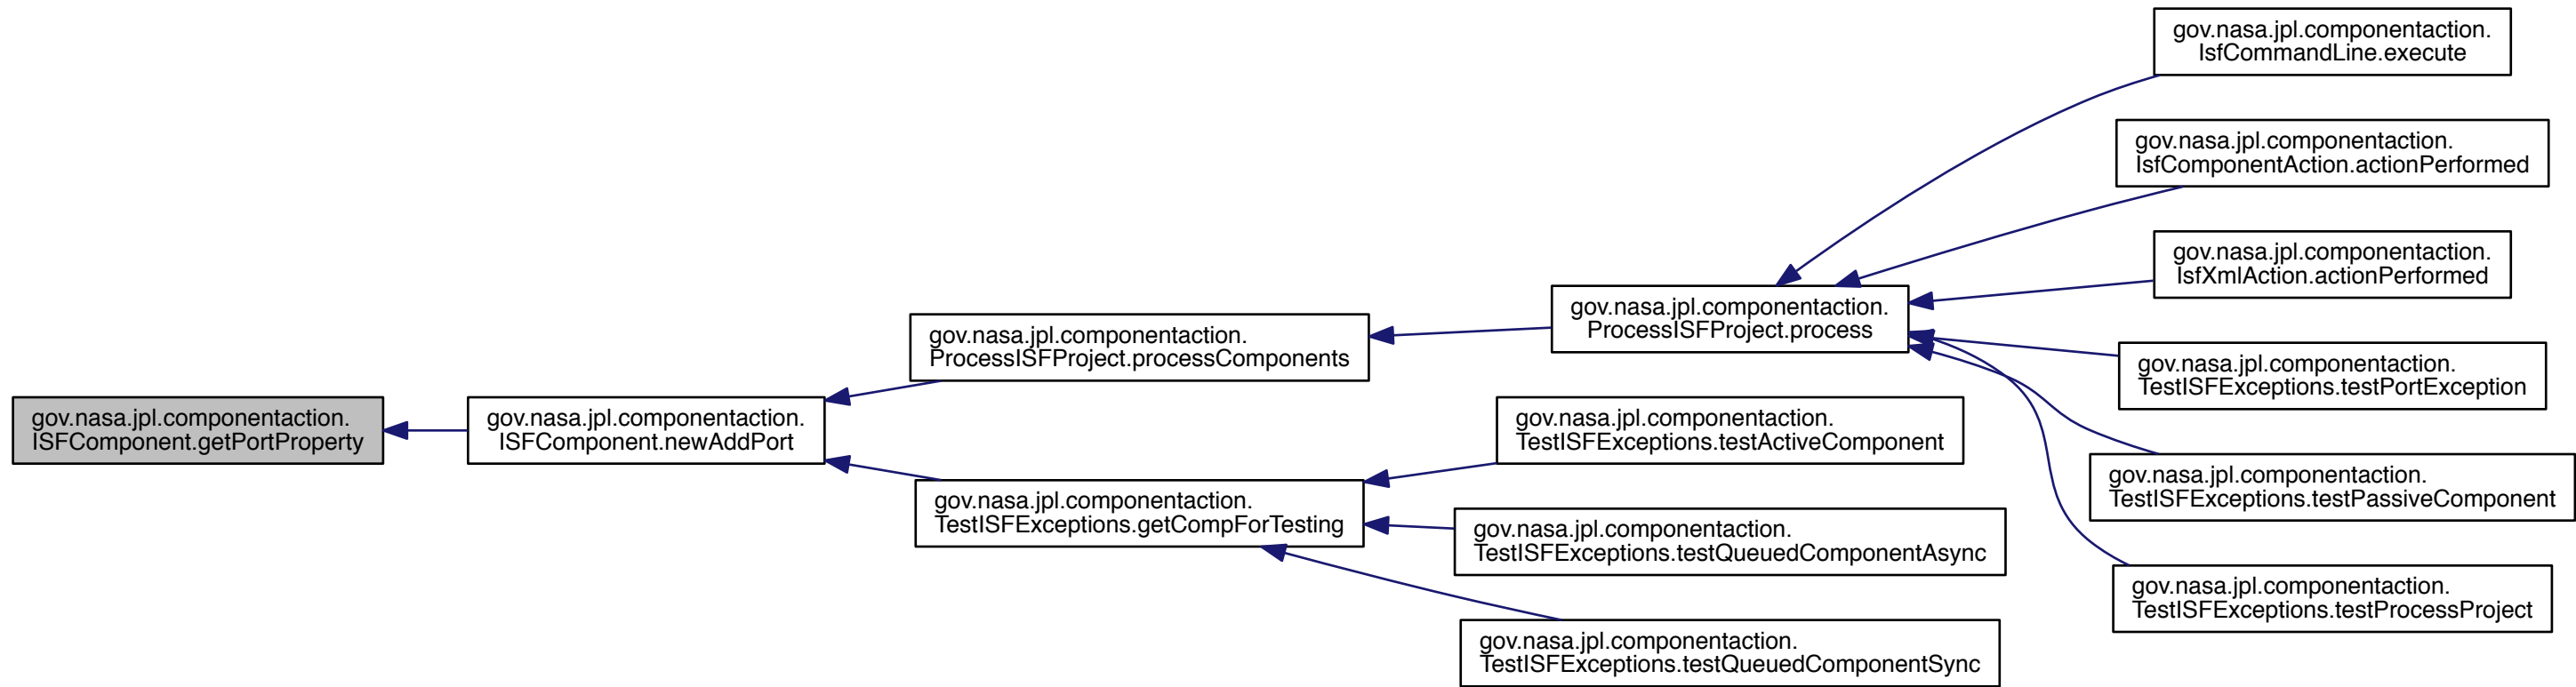 gov.nasa.jpl.componentaction.
IsfCommandLine.execute
gov.nasa.jpl.componentaction.
IsfComponentAction.actionPerformed
gov.nasa.jpl.componentaction.
IsfXmlAction.actionPerformed
gov.nasa.jpl.componentaction.
ProcessISFProject.process
gov.nasa.jpl.componentaction.
ProcessISFProject.processComponents
gov.nasa.jpl.componentaction.
TestISFExceptions.testPortException
gov.nasa.jpl.componentaction.
ISFComponent.getPortProperty
gov.nasa.jpl.componentaction.
ISFComponent.newAddPort
gov.nasa.jpl.componentaction.
TestISFExceptions.testActiveComponent
gov.nasa.jpl.componentaction.
TestISFExceptions.testPassiveComponent
gov.nasa.jpl.componentaction.
TestISFExceptions.getCompForTesting
gov.nasa.jpl.componentaction.
TestISFExceptions.testQueuedComponentAsync
gov.nasa.jpl.componentaction.
TestISFExceptions.testProcessProject
gov.nasa.jpl.componentaction.
TestISFExceptions.testQueuedComponentSync